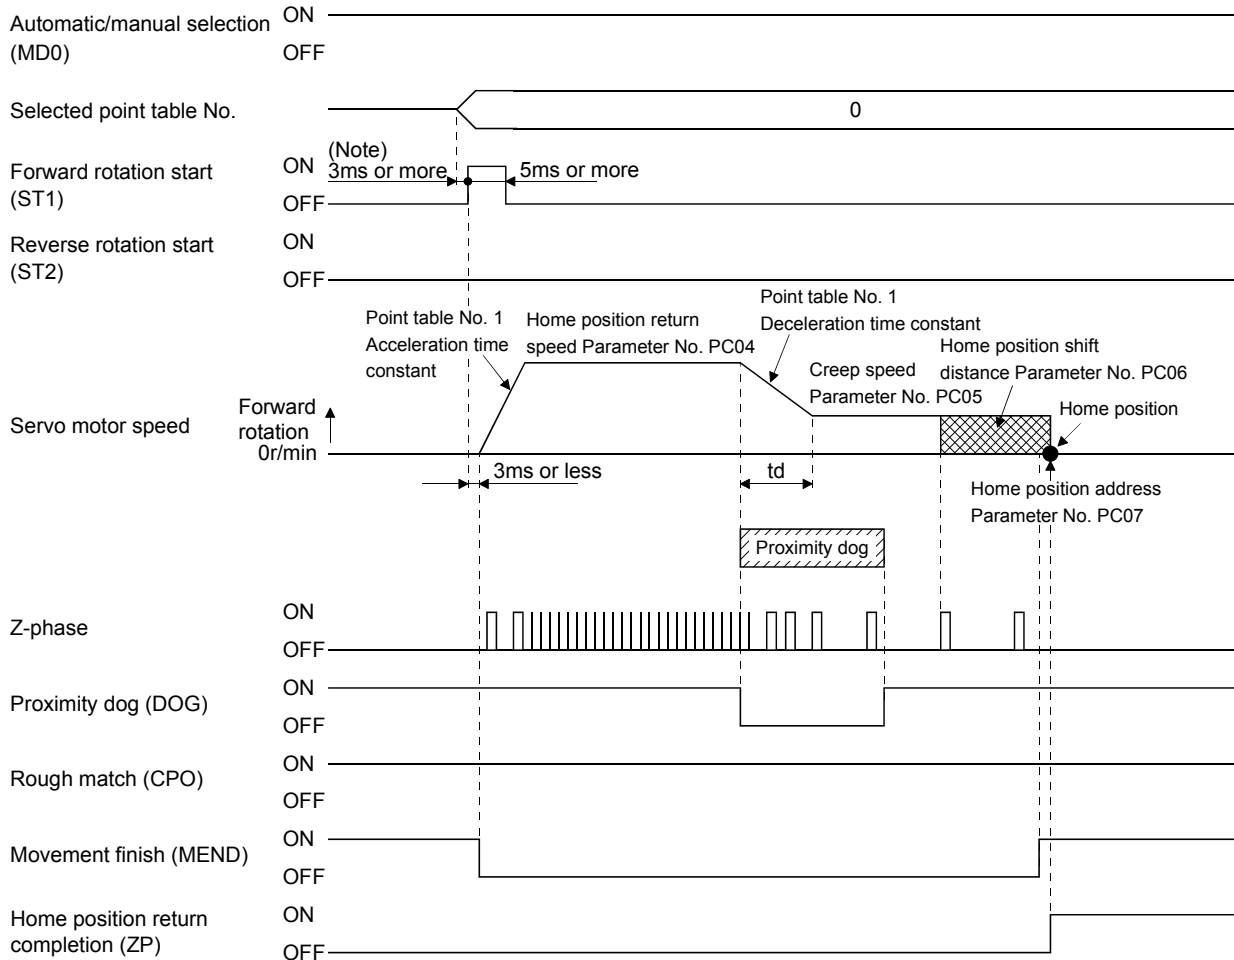 Automatic/manual selection
(MD0)
ON
OFF
Selected point table No.
0
Forward rotation start
(ST1)
ON
OFF
(Note)
3ms or more
5ms or more
Reverse rotation start
(ST2)
ON
OFF
Point table No. 1
Acceleration time
constant
Home position return
speed Parameter No. PC04
Point table No. 1
Deceleration time constant
Creep speed
Parameter No. PC05
Home position shift
distance Parameter No. PC06
Home position
Servo motor speed
Forward
rotation
0r/min
3ms or less
td
Home position address
Parameter No. PC07
Proximity dog
Z-phase
ON
OFF
Proximity dog (DOG)
ON
OFF
Rough match (CPO)
ON
OFF
Movement finish (MEND)
ON
OFF
Home position return
completion (ZP)
ON
OFF